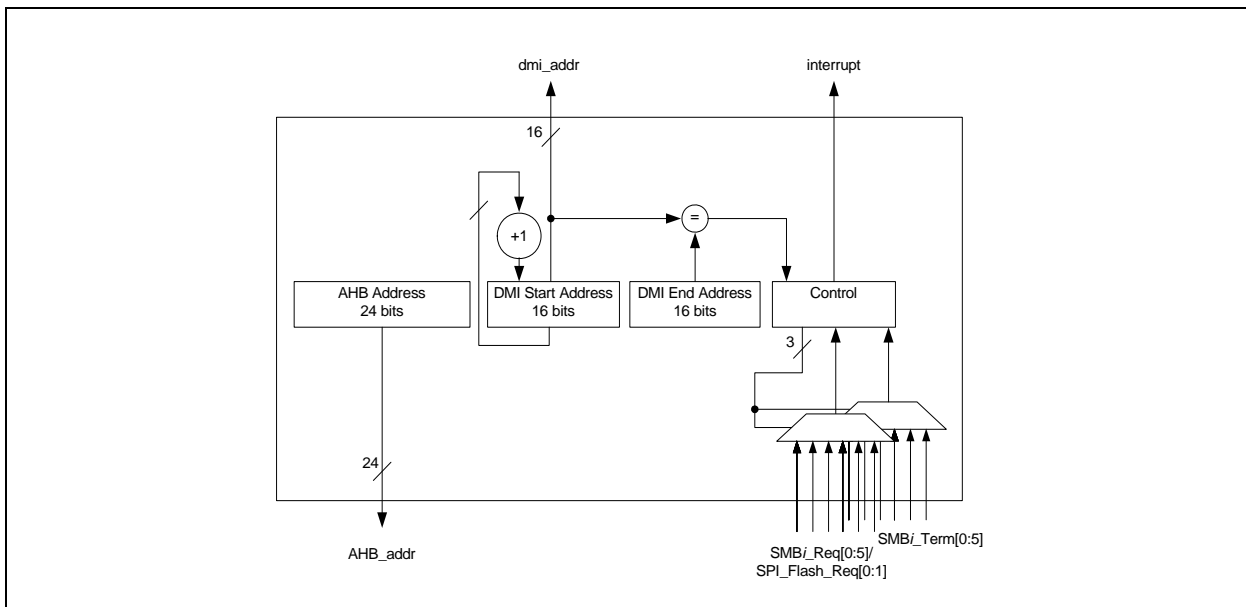 dmi_addr
interrupt
16
+1
=
AHB Address
24 bits
DMI Start Address
16 bits
DMI End Address
16 bits
Control
3
24
AHB_addr
SMBi_Req[0:5]/
SPI_Flash_Req[0:1]
SMBi_Term[0:5]